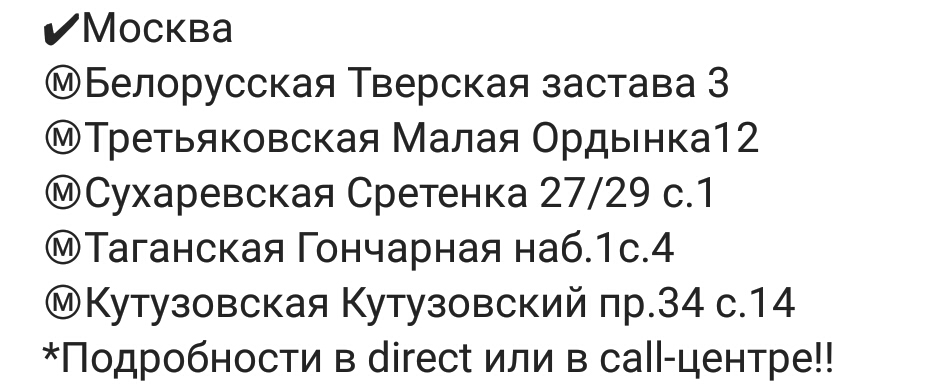 ✔Москва
ⓂБелорусская Тверская застава 3
ⓂТретьяковская Малая Ордынка12
ⓂСухаревская Сретенка 27/29 с.1
ⓂТаганская Гончарная наб.1с.4
ⓂКутузовская Кутузовский пр.34 с.14
*Подробности в direct или в call-центре!!